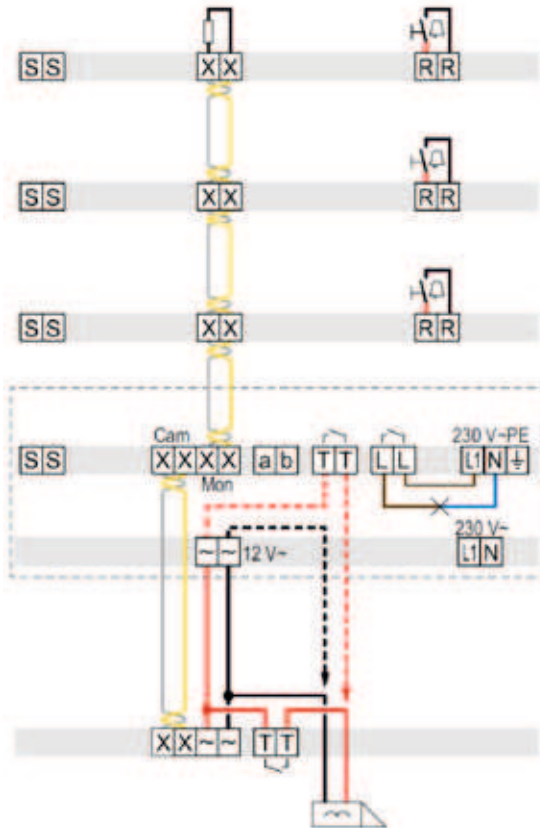 S S X X R R
S S X X R R
S S X X R R
Cam 230 V~PE
S S X X X X a b T T L L L1 N ⏚
Mon
~ ~ 12 V~ 230 V~
L1 N
X X ~ ~ T T